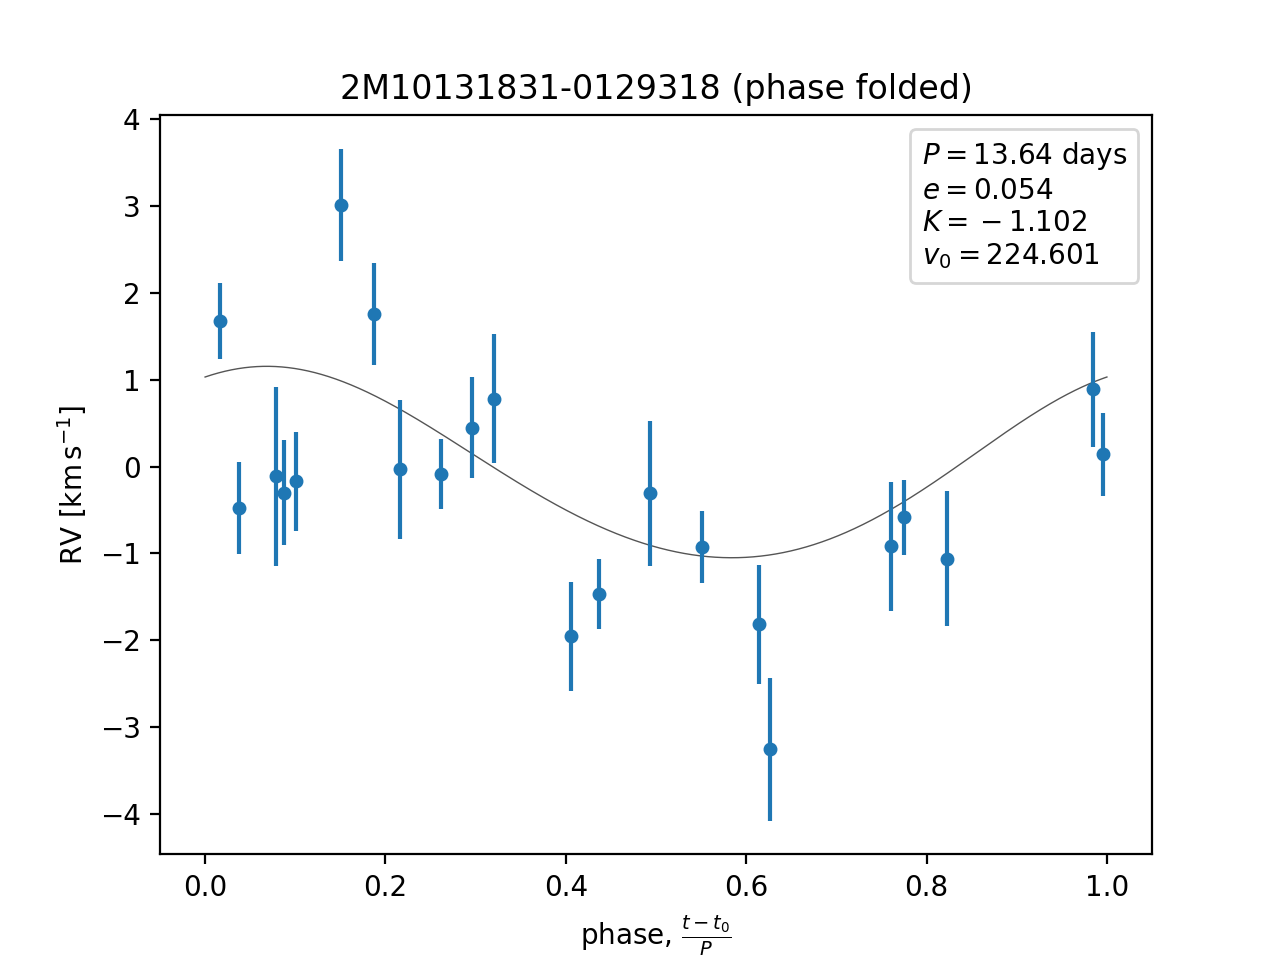 2M10131831-0129318 (phase folded)
P = 13.64 days
e = 0.054
K = −1.102
v₀ = 224.601
4
3
2
1
0
−1
−2
−3
−4
RV [km s⁻¹]
0.0 0.2 0.4 0.6 0.8 1.0
phase, (t − t₀)/P